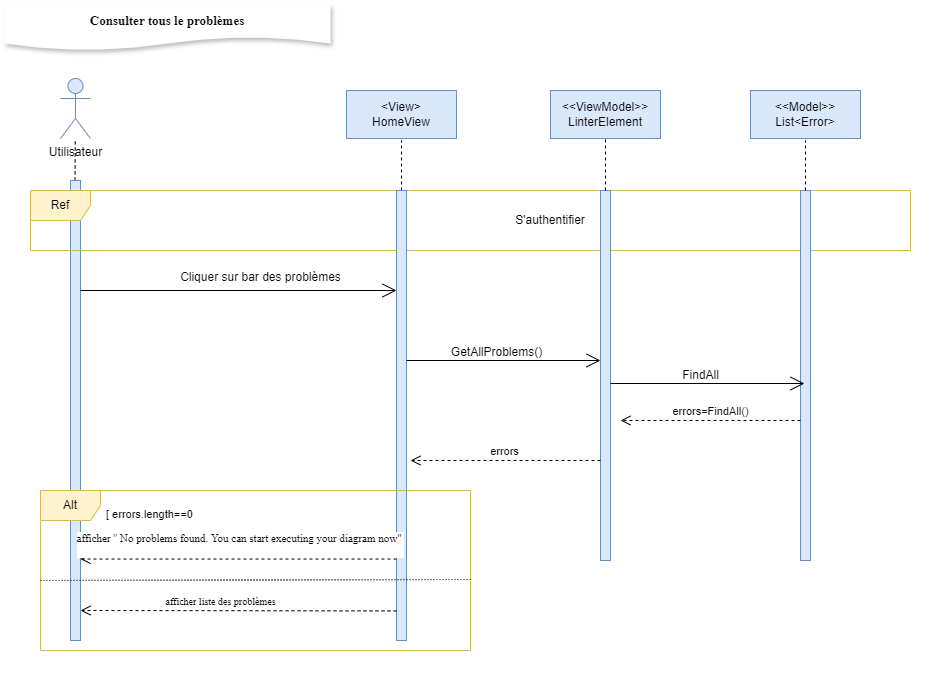 Consulter tous le problèmes
<View>
HomeView
<<ViewModel>>
LinterElement
<<Model>>
List<Error>
Utilisateur
Ref
S'authentifier
Cliquer sur bar des problèmes
GetAllProblems()
FindAll
errors=FindAll()
errors
Alt
[ errors.length==0
afficher " No problems found. You can start executing your diagram now"
afficher liste des problèmes